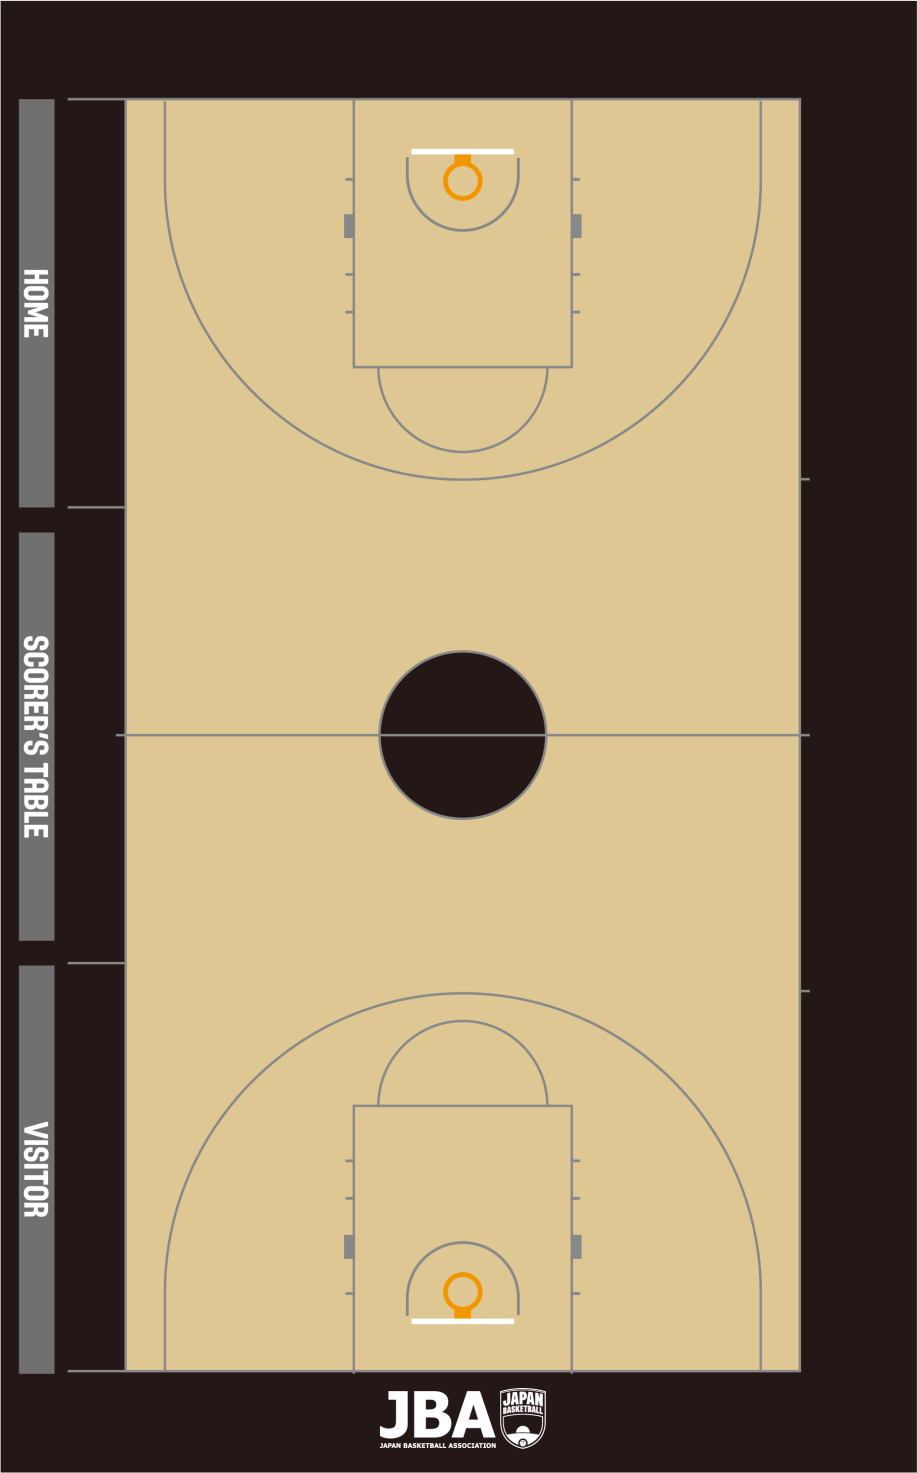 HOME
SCORER'S TABLE
VISITOR
JBA
JAPAN BASKETBALL ASSOCIATION
JAPAN
BASKETBALL